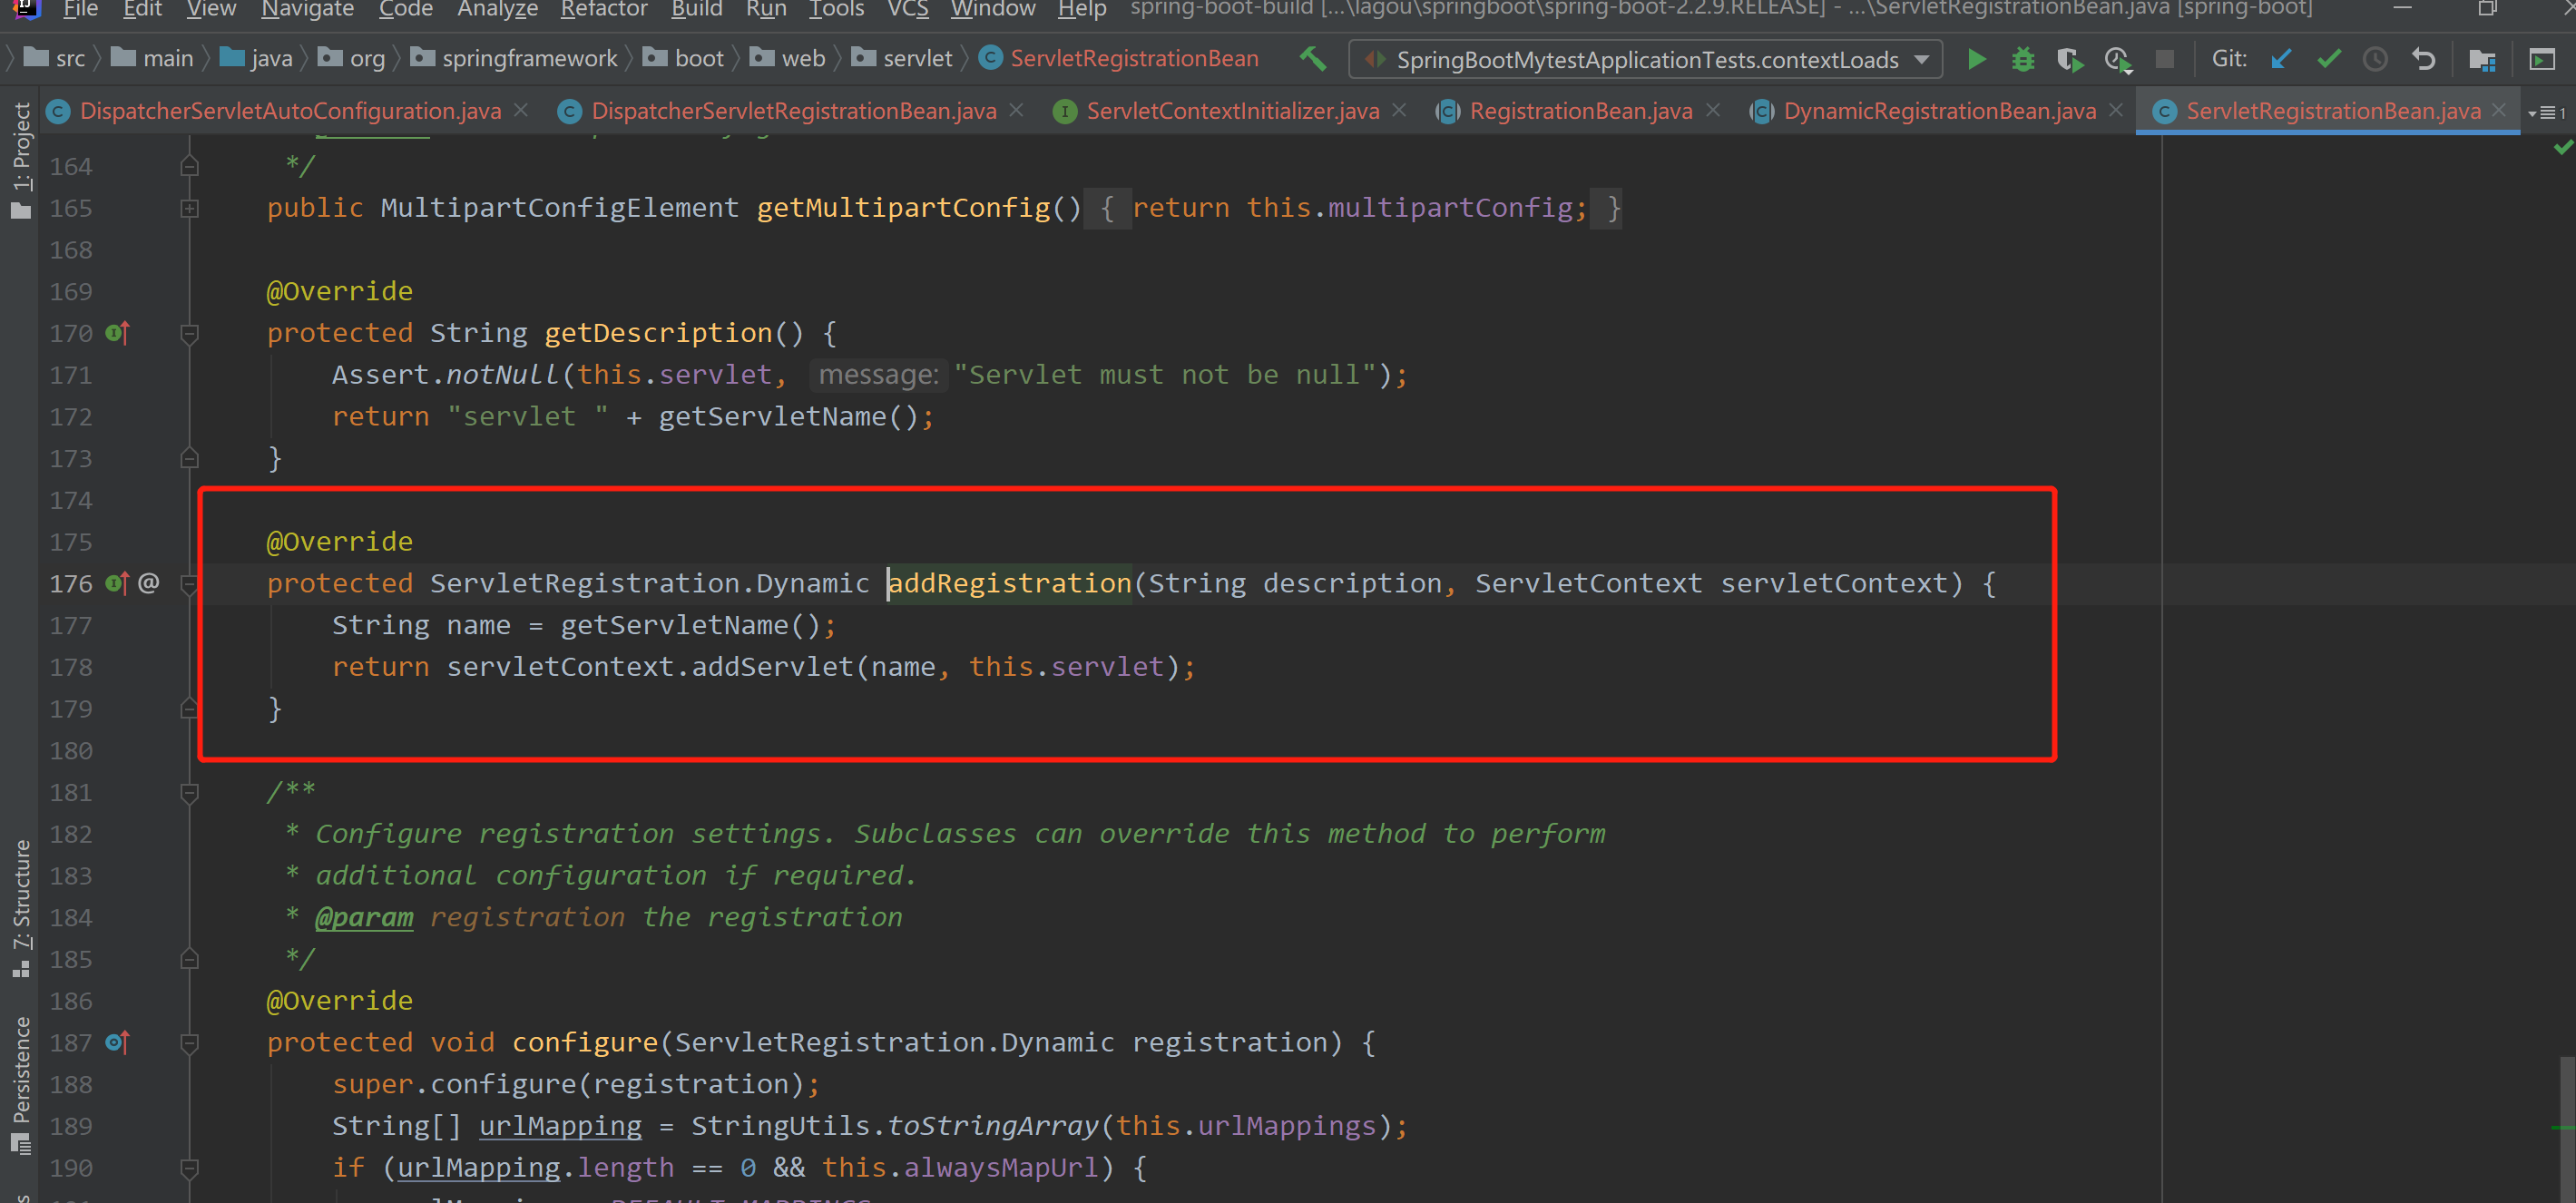 File Edit View Navigate Code Analyze Refactor Build Run Tools VCS Window Help spring-boot-build [...\lagou\springboot\spring-boot-2.2.9.RELEASE] - ...\ServletRegistrationBean.java [spring-boot]
src main java org springframework boot web servlet ServletRegistrationBean SpringBootMytestApplicationTests.contextLoads Git:
DispatcherServletAutoConfiguration.java DispatcherServletRegistrationBean.java ServletContextInitializer.java RegistrationBean.java DynamicRegistrationBean.java ServletRegistrationBean.java 1
1: Project
7: Structure
Persistence
164 */
165 public MultipartConfigElement getMultipartConfig() { return this.multipartConfig; }
168
169 @Override
170 protected String getDescription() {
171 Assert.notNull(this.servlet, message: "Servlet must not be null");
172 return "servlet " + getServletName();
173 }
174
175 @Override
176 @ protected ServletRegistration.Dynamic addRegistration(String description, ServletContext servletContext) {
177 String name = getServletName();
178 return servletContext.addServlet(name, this.servlet);
179 }
180
181 /**
182 * Configure registration settings. Subclasses can override this method to perform
183 * additional configuration if required.
184 * @param registration the registration
185 */
186 @Override
187 protected void configure(ServletRegistration.Dynamic registration) {
188 super.configure(registration);
189 String[] urlMapping = StringUtils.toStringArray(this.urlMappings);
190 if (urlMapping.length == 0 && this.alwaysMapUrl) {